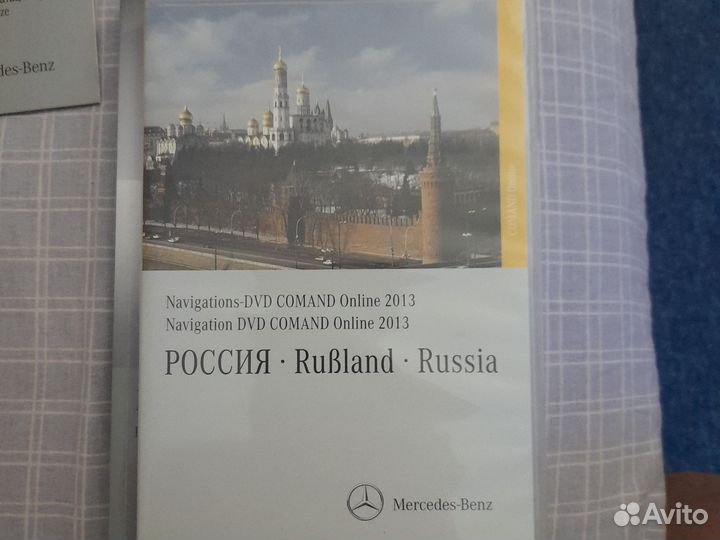 ze
des-Benz
COMAND Online
Navigations-DVD COMAND Online 2013
Navigation DVD COMAND Online 2013
РОССИЯ · Rußland · Russia
Mercedes-Benz
Avito